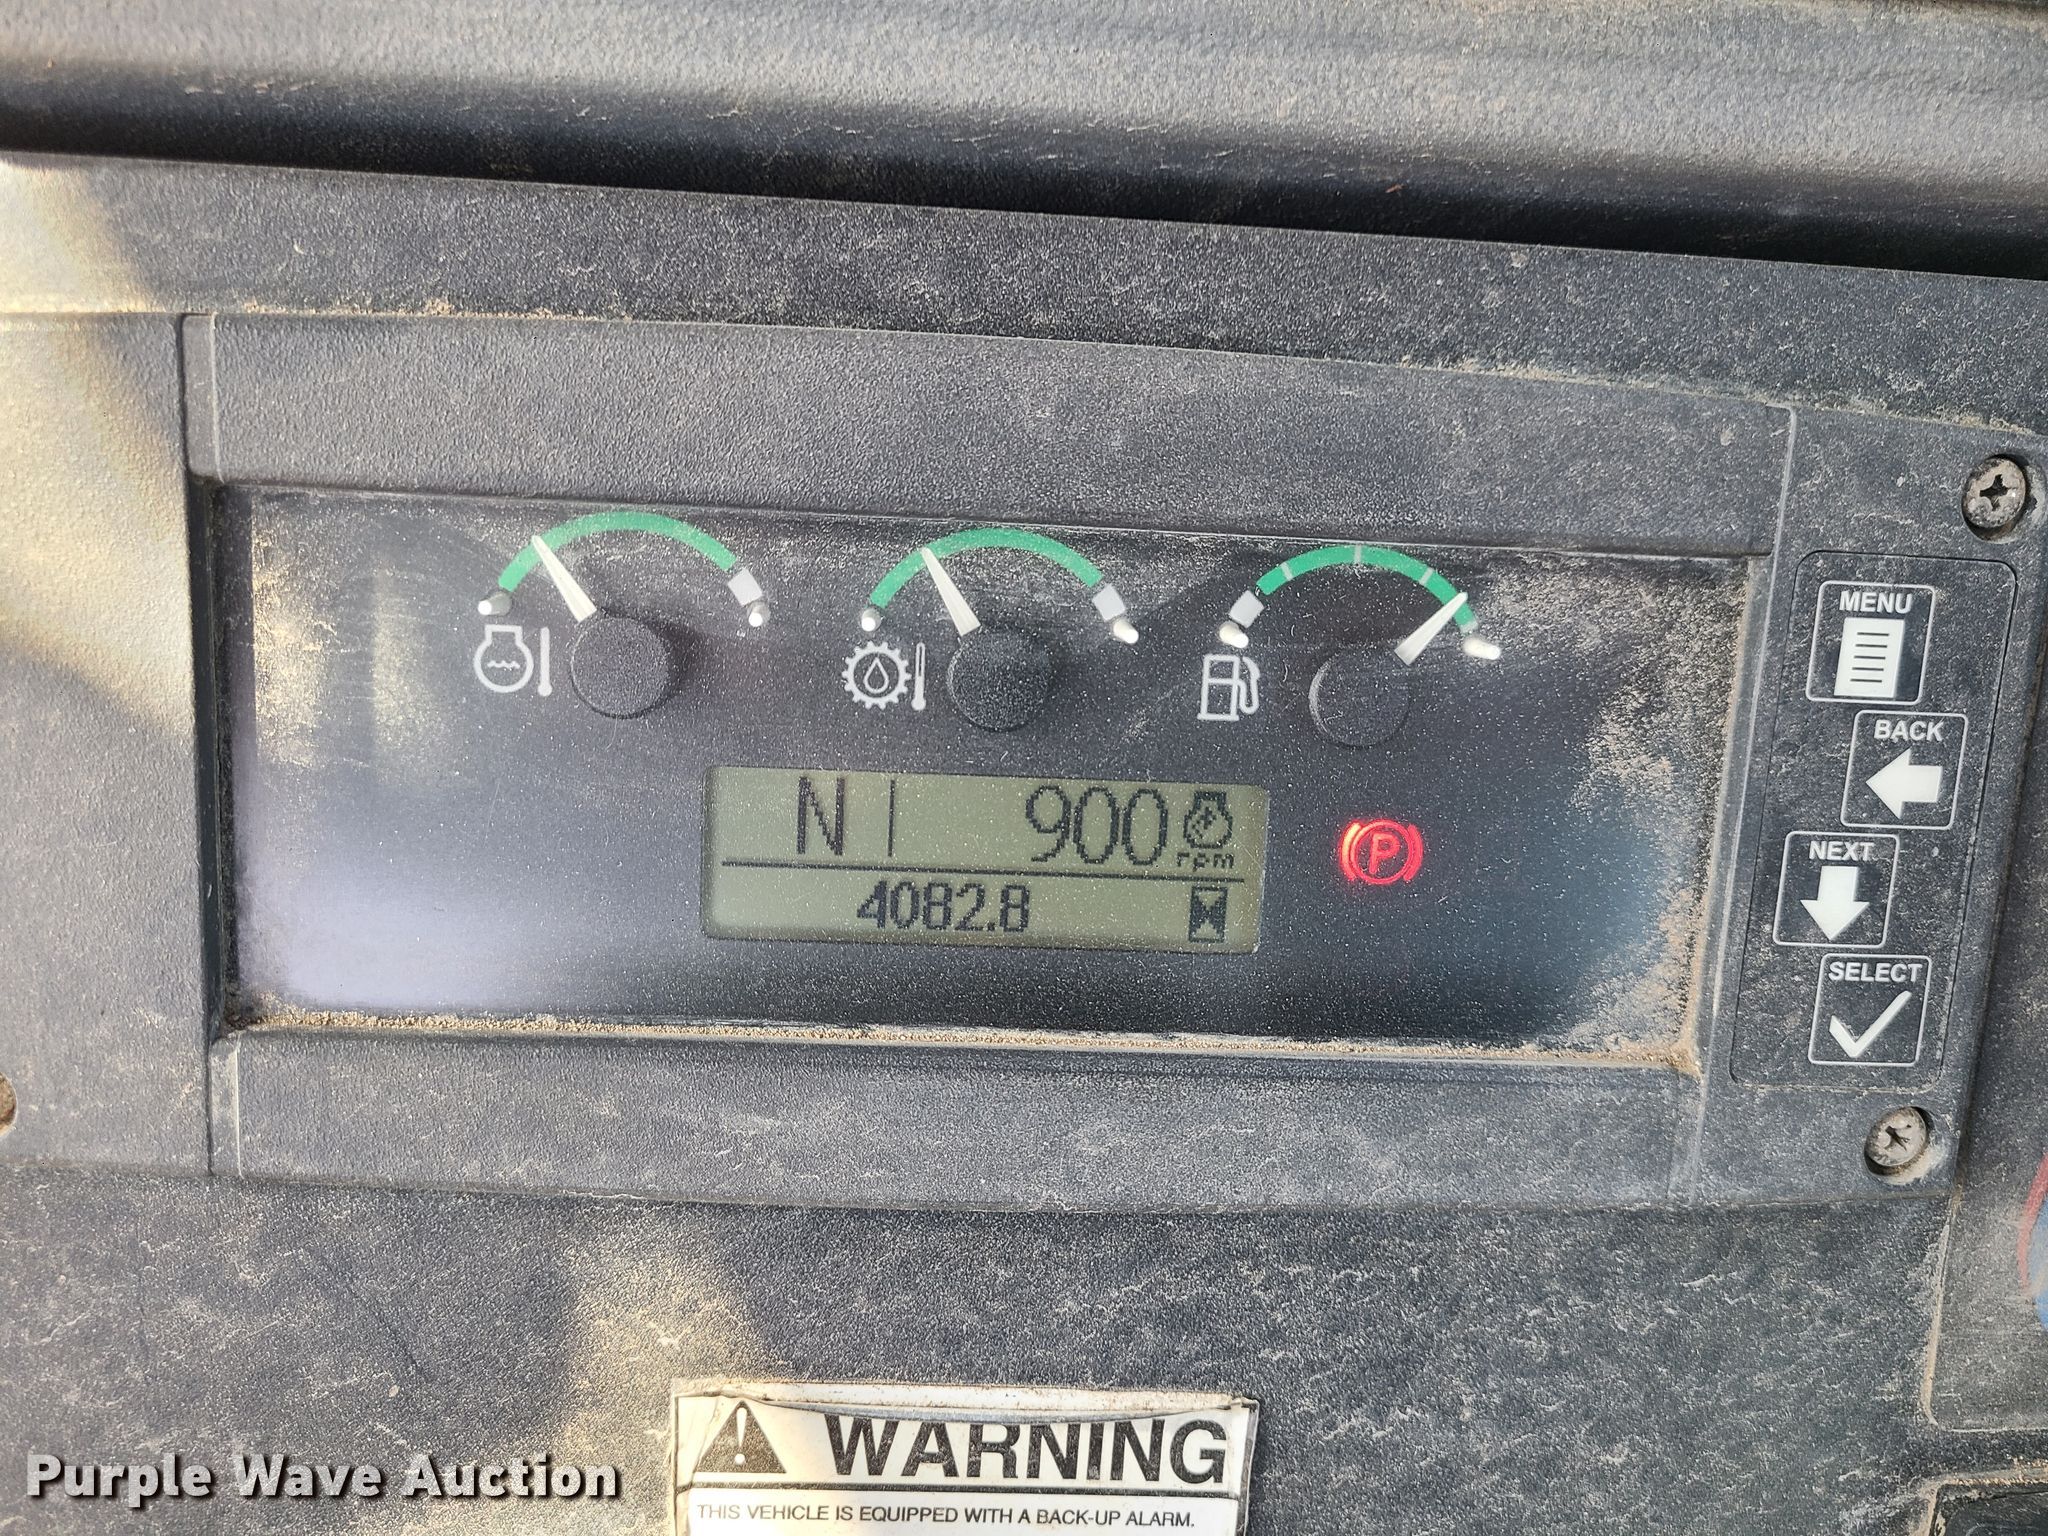 MENU
BACK
NEXT
SELECT
N 900
rpm
4082.8
P
WARNING
THIS VEHICLE IS EQUIPPED WITH A BACK-UP ALARM.
Purple Wave Auction